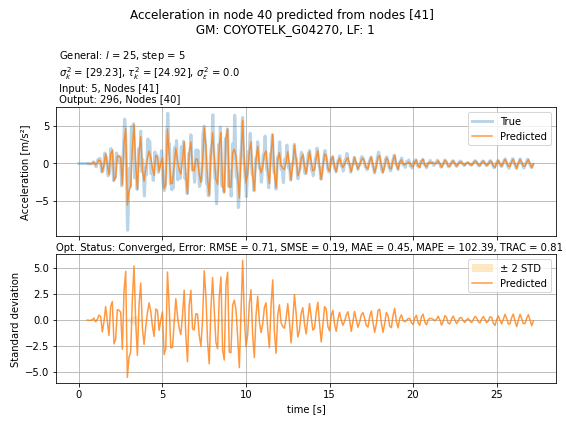 Acceleration in node 40 predicted from nodes [41]
GM: COYOTELK_G04270, LF: 1
General: l = 25, step = 5
σ²ₖ = [29.23], τ²ₖ = [24.92], σ²ε = 0.0
Input: 5, Nodes [41]
Output: 296, Nodes [40]
Acceleration [m/s²]
5
0
−5
True
Predicted
Opt. Status: Converged, Error: RMSE = 0.71, SMSE = 0.19, MAE = 0.45, MAPE = 102.39, TRAC = 0.81
Standard deviation
5.0
2.5
0.0
−2.5
−5.0
± 2 STD
Predicted
0 5 10 15 20 25
time [s]